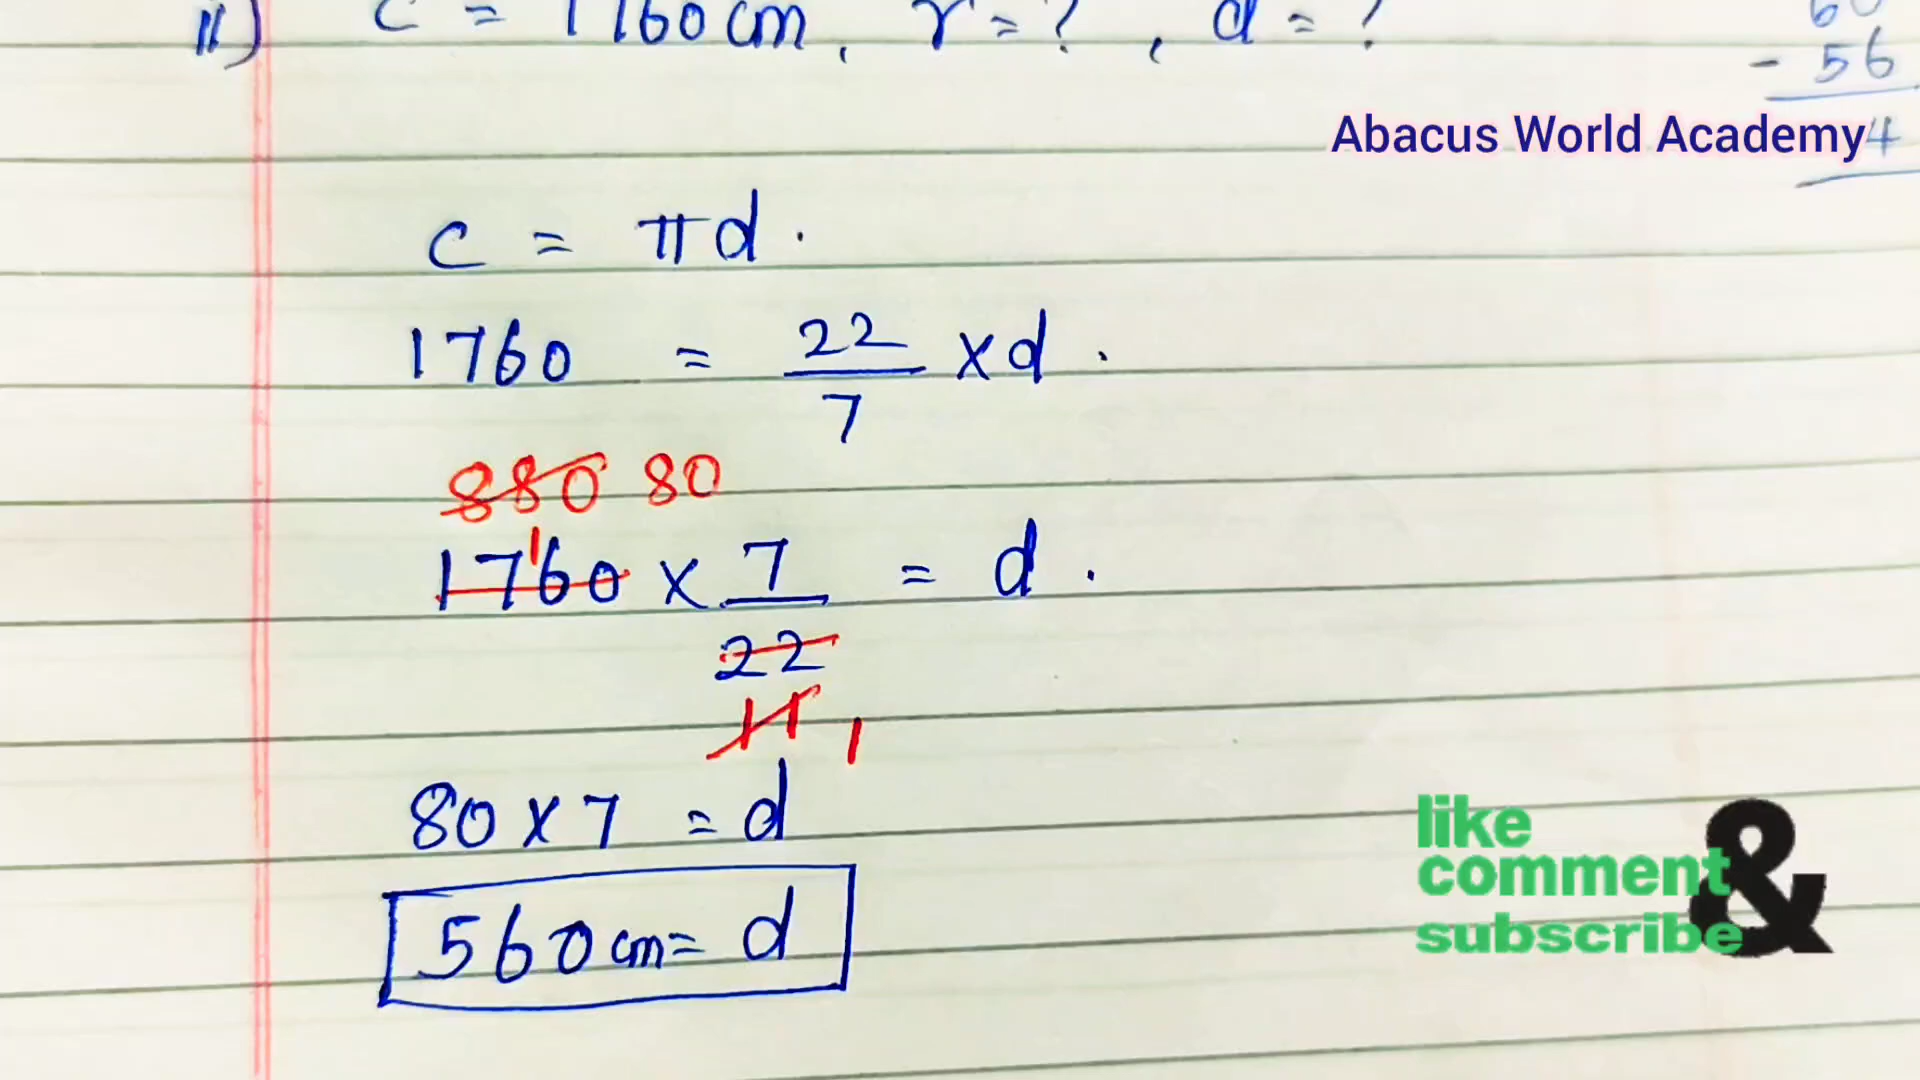 II) C = 1760 cm, r = ?, d = ?
60
- 56
4
Abacus World Academy
C = πd.
1760 = 22/7 x d.
880 80
1
1760 x 7/22 = d.
11 1
80 x 7 = d
560 cm = d
like
comment &
subscribe